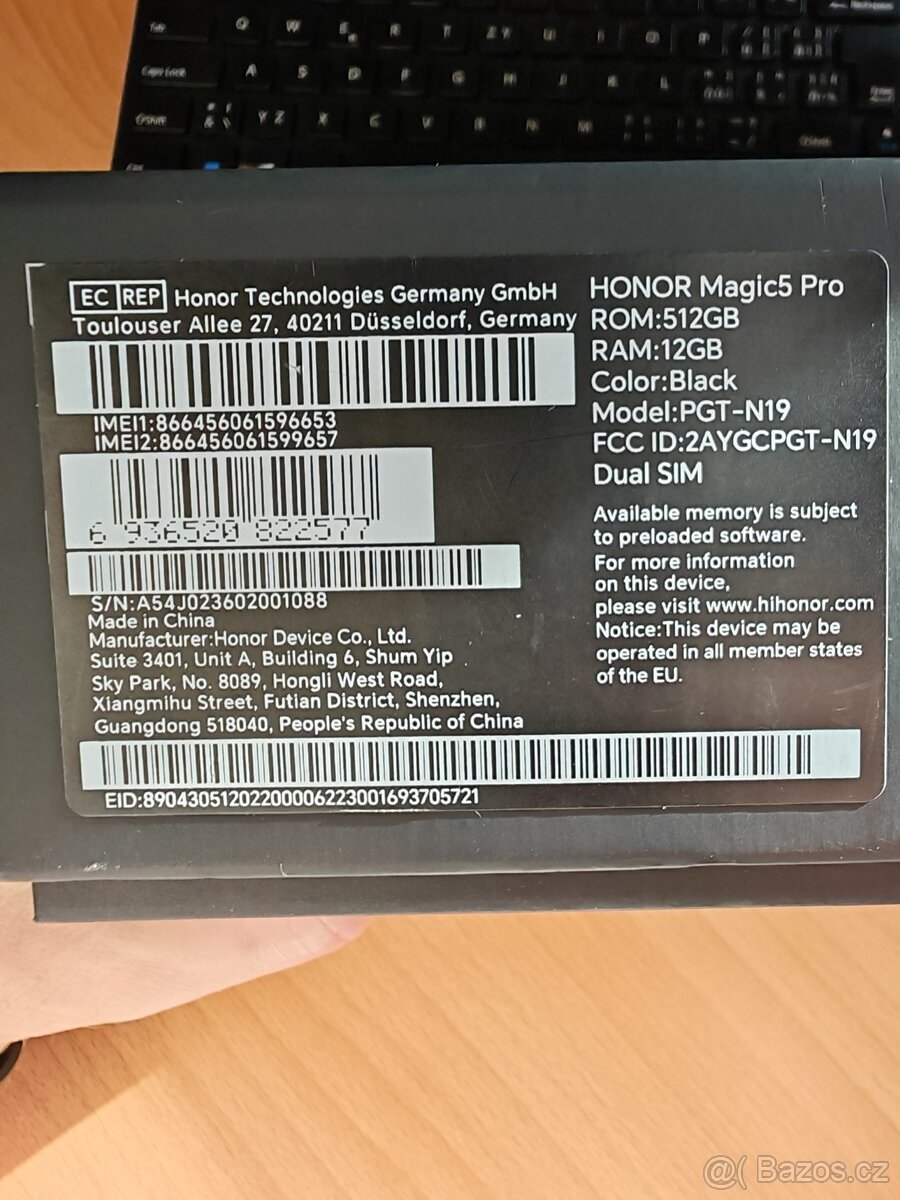 Q W E R T Z Y U I O P
Caps Lock A S D F G H J K L
Y Z X C V B N M
EC REP Honor Technologies Germany GmbH
Toulouser Allee 27, 40211 Düsseldorf, Germany
IMEI1:866456061596653
IMEI2:866456061599657
6 936520 822577
S/N:A54J023602001088
Made in China
Manufacturer:Honor Device Co., Ltd.
Suite 3401, Unit A, Building 6, Shum Yip
Sky Park, No. 8089, Hongli West Road,
Xiangmihu Street, Futian District, Shenzhen,
Guangdong 518040, People's Republic of China
EID:89043051202200006223001693705721
HONOR Magic5 Pro
ROM:512GB
RAM:12GB
Color:Black
Model:PGT-N19
FCC ID:2AYGCPGT-N19
Dual SIM
Available memory is subject
to preloaded software.
For more information
on this device,
please visit www.hihonor.com
Notice:This device may be
operated in all member states
of the EU.
@( Bazos.cz